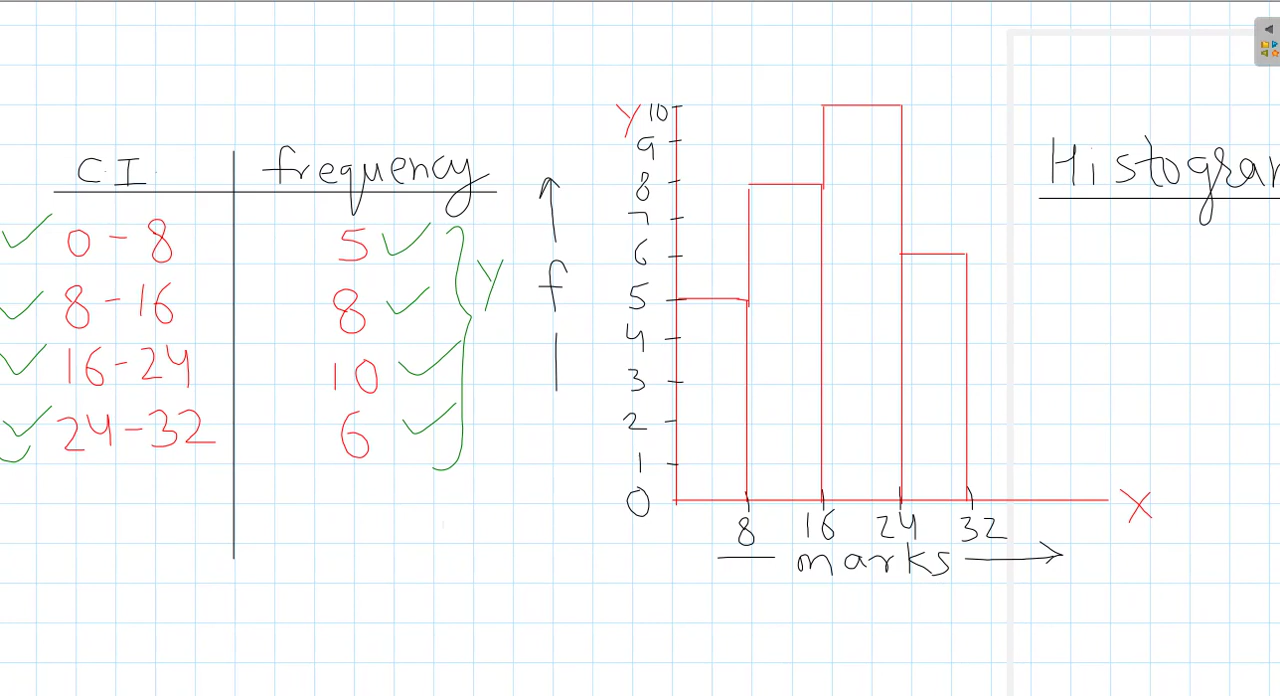 C.I. frequency
0 - 8 5
8 - 16 8
16 - 24 10
24 - 32 6
Y
f
Y 10
9
8
7
6
5
4
3
2
1
0
8 16 24 32 X
marks
Histogram